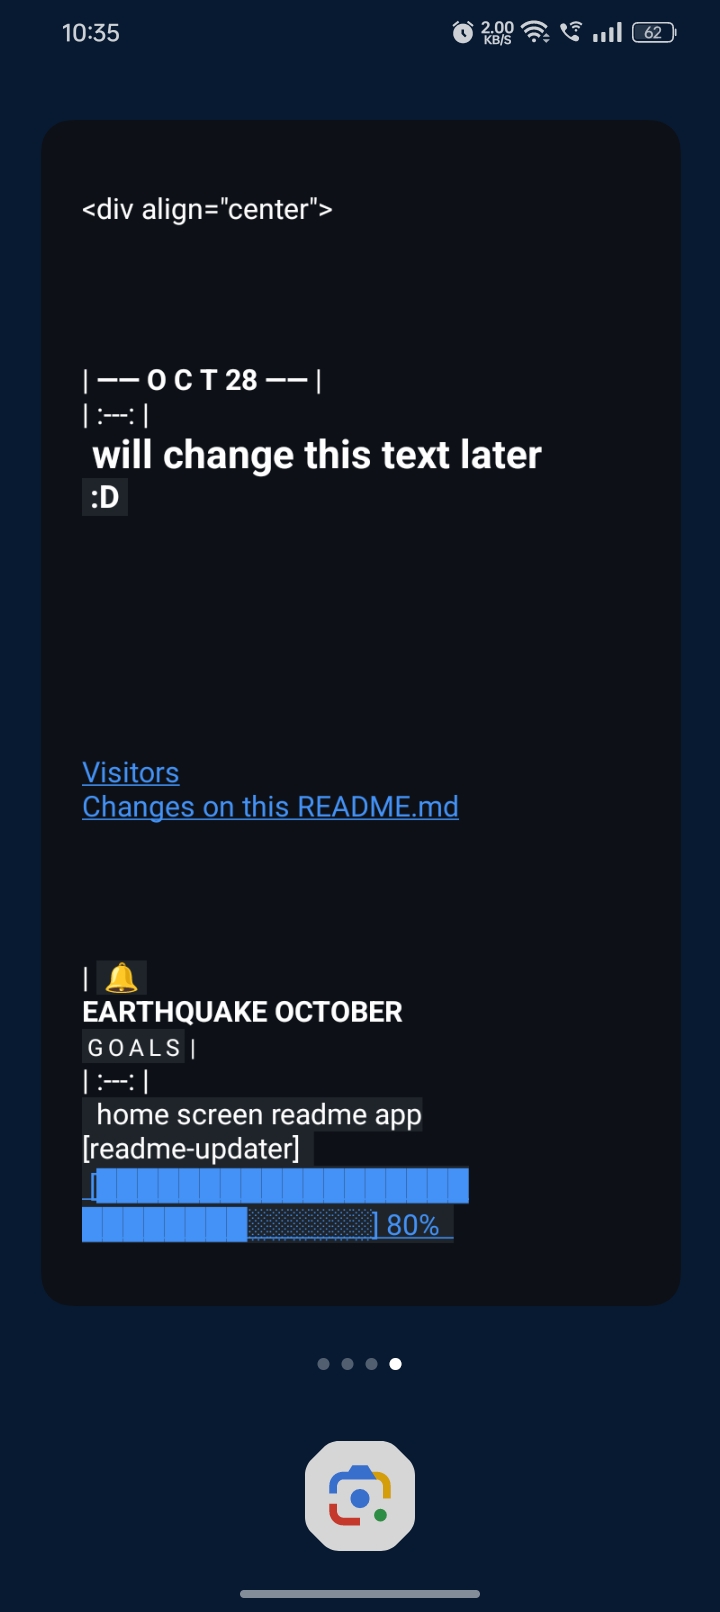 10:35
2.00
KB/S
62
<div align="center">
| —— O C T 28 —— |
| :---: |
will change this text later
:D
Visitors
Changes on this README.md
| 🔔
EARTHQUAKE OCTOBER
G O A L S |
| :---: |
home screen readme app
[readme-updater]
[██████████████████
████████░░░░░░] 80%